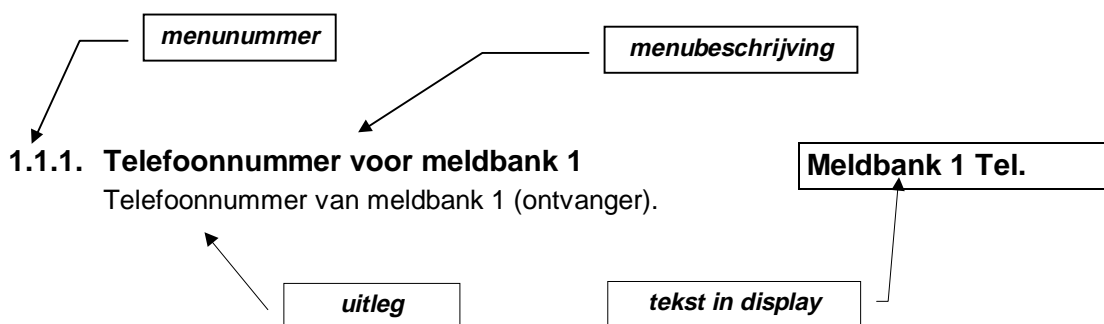 menunummer
menubeschrijving
1.1.1. Telefoonnummer voor meldbank 1
Meldbank 1 Tel.
Telefoonnummer van meldbank 1 (ontvanger).
uitleg
tekst in display